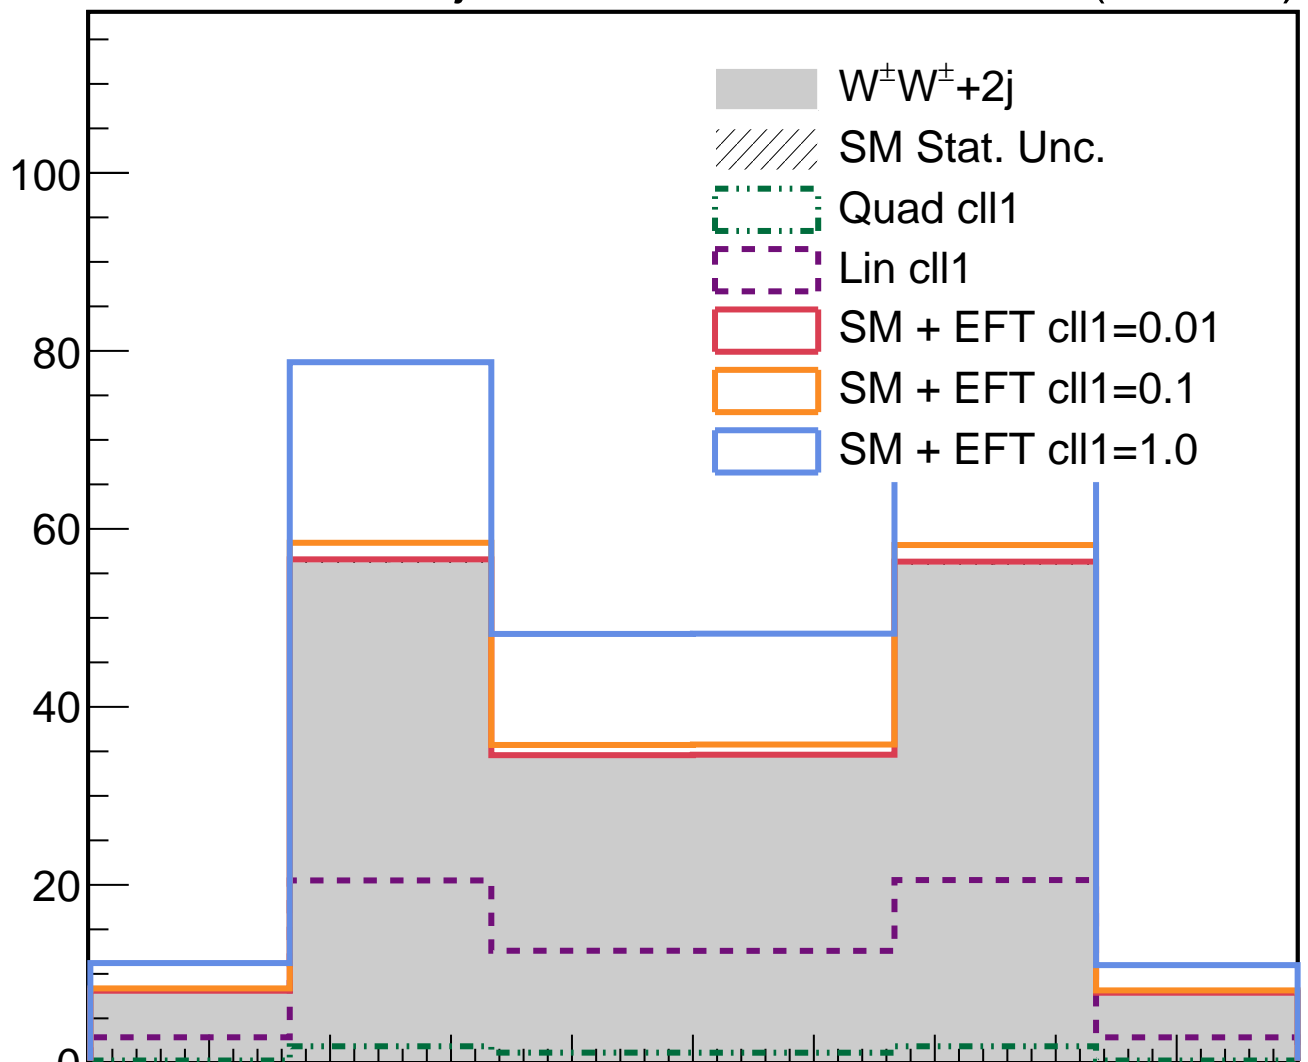 W±W±+2j
SM Stat. Unc.
Quad cll1
Lin cll1
SM + EFT cll1=0.01
SM + EFT cll1=0.1
SM + EFT cll1=1.0
100
80
60
40
20
0